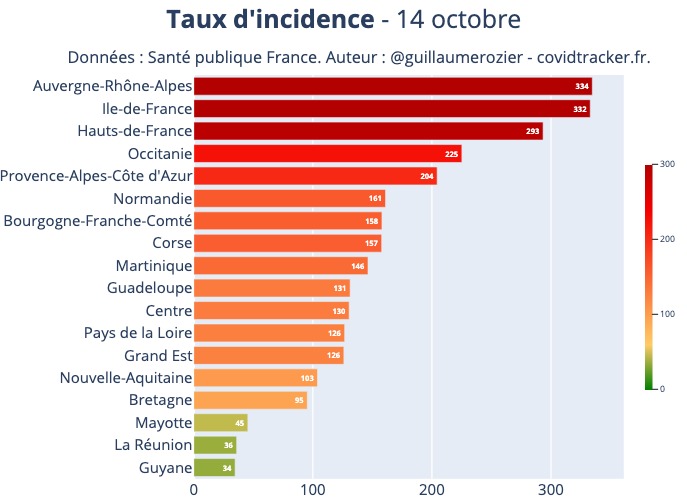 Taux d'incidence - 14 octobre
Données : Santé publique France. Auteur : @guillaumerozier - covidtracker.fr.
Auvergne-Rhône-Alpes 334
Ile-de-France 332
Hauts-de-France 293
Occitanie 225
Provence-Alpes-Côte d'Azur 204
Normandie 161
Bourgogne-Franche-Comté 158
Corse 157
Martinique 146
Guadeloupe 131
Centre 130
Pays de la Loire 126
Grand Est 126
Nouvelle-Aquitaine 103
Bretagne 95
Mayotte 45
La Réunion 36
Guyane 34
0 100 200 300
300
200
100
0